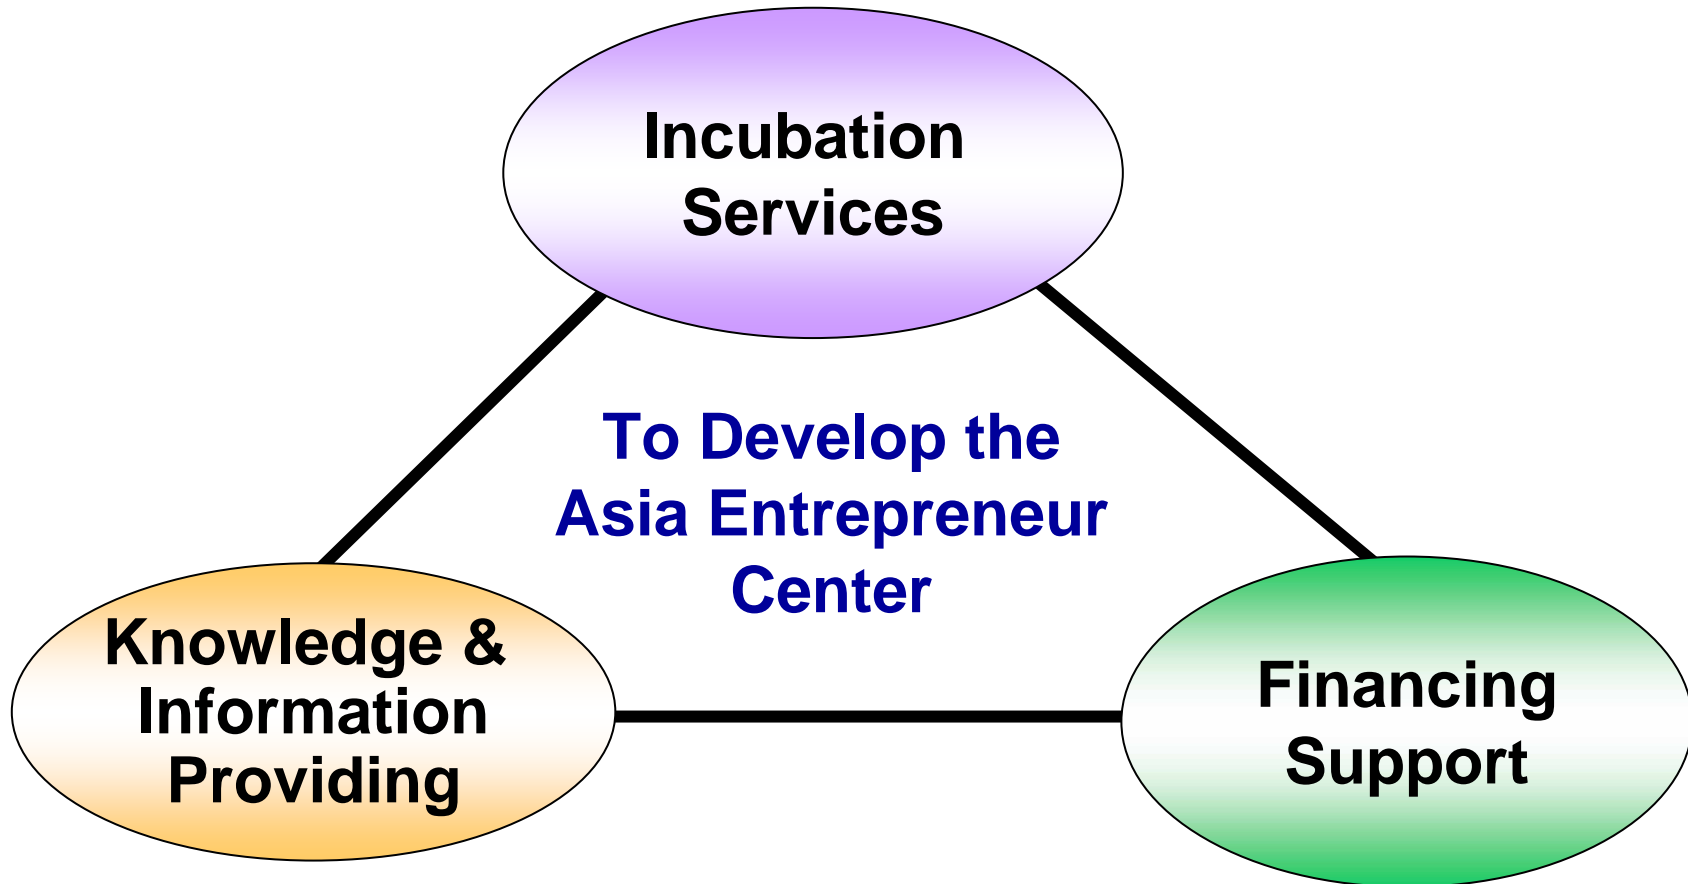 Incubation
Services
To Develop the
Asia Entrepreneur
Center
Knowledge &
Information
Providing
Financing
Support